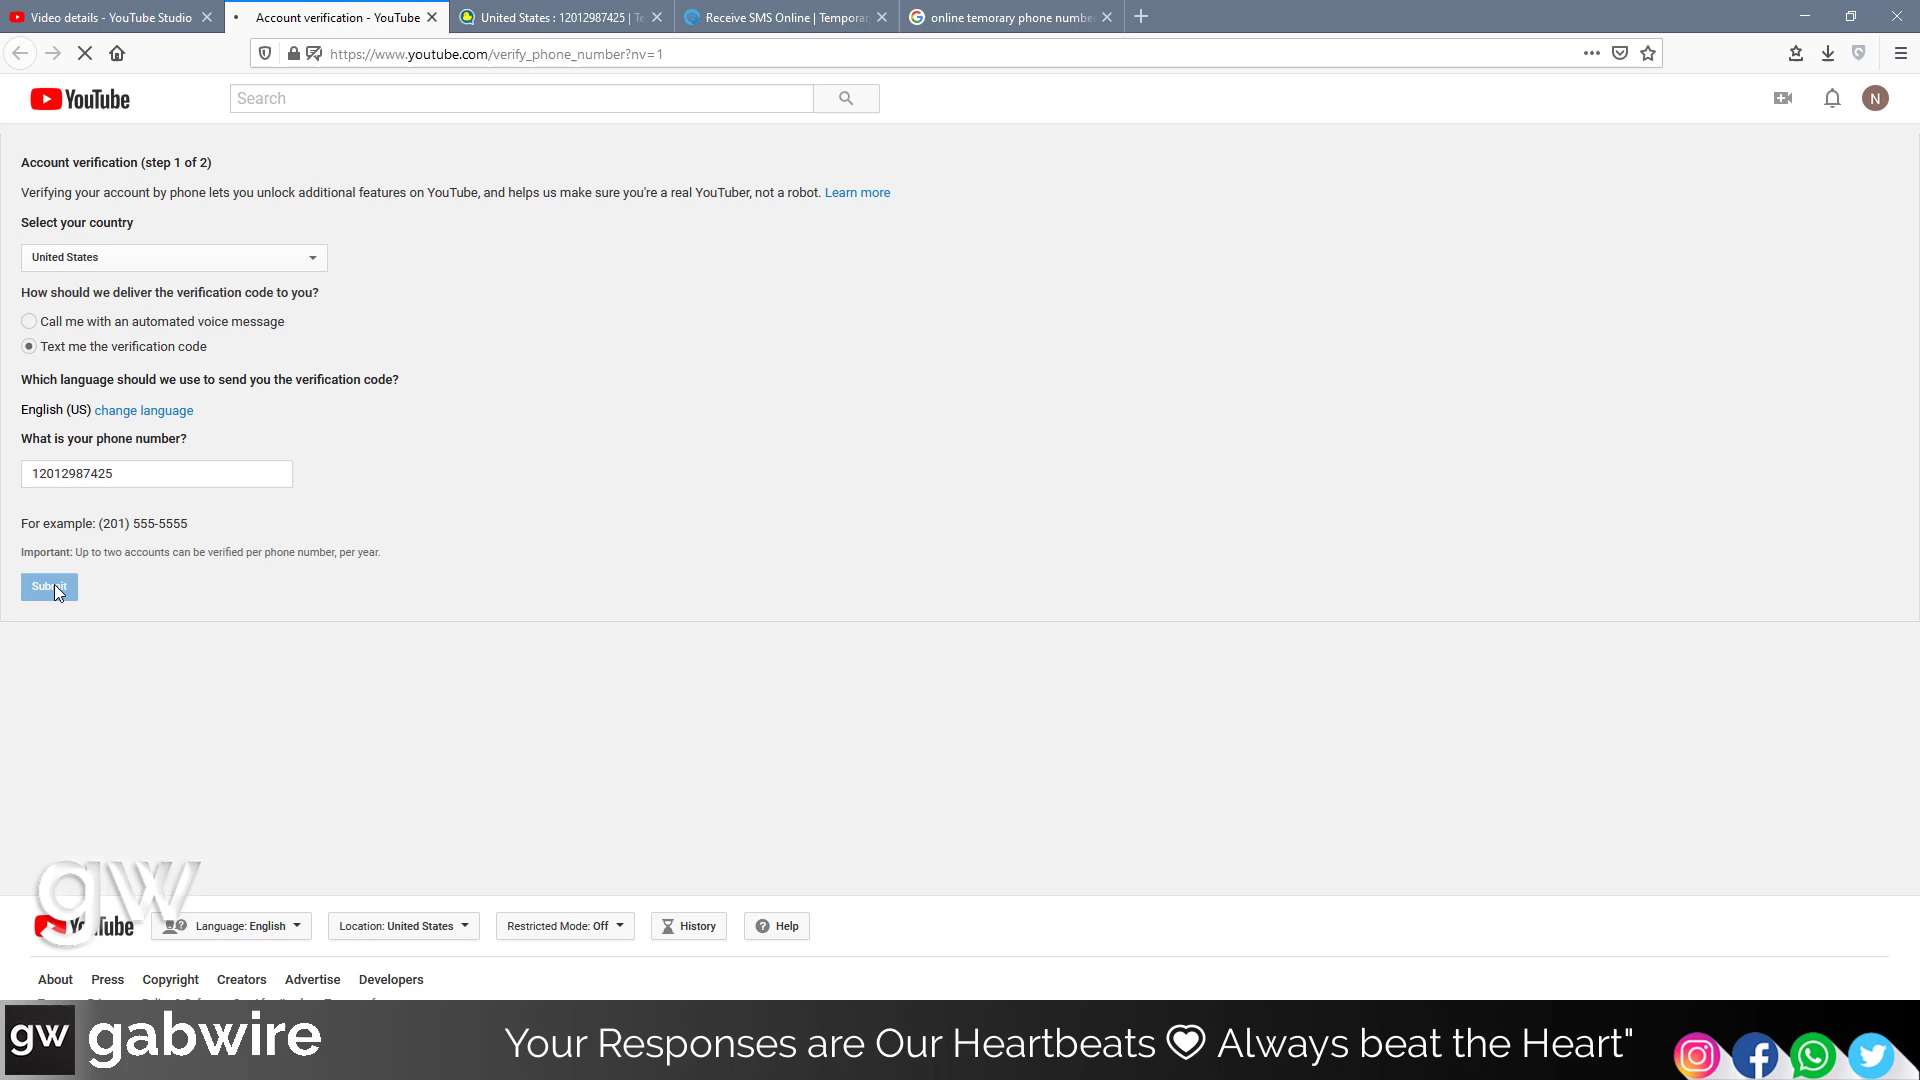 Video details - YouTube Studio
Account verification - YouTube
United States : 12012987425 | Te
Receive SMS Online | Temporar
online temorary phone number
https://www.youtube.com/verify_phone_number?nv=1
YouTube
Search
N
Account verification (step 1 of 2)
Verifying your account by phone lets you unlock additional features on YouTube, and helps us make sure you're a real YouTuber, not a robot. Learn more
Select your country
United States
How should we deliver the verification code to you?
Call me with an automated voice message
Text me the verification code
Which language should we use to send you the verification code?
English (US) change language
What is your phone number?
12012987425
For example: (201) 555-5555
Important: Up to two accounts can be verified per phone number, per year.
Submit
gw
YouTube
Language: English
Location: United States
Restricted Mode: Off
History
Help
About Press Copyright Creators Advertise Developers
gw gabwire
Your Responses are Our Heartbeats Always beat the Heart"